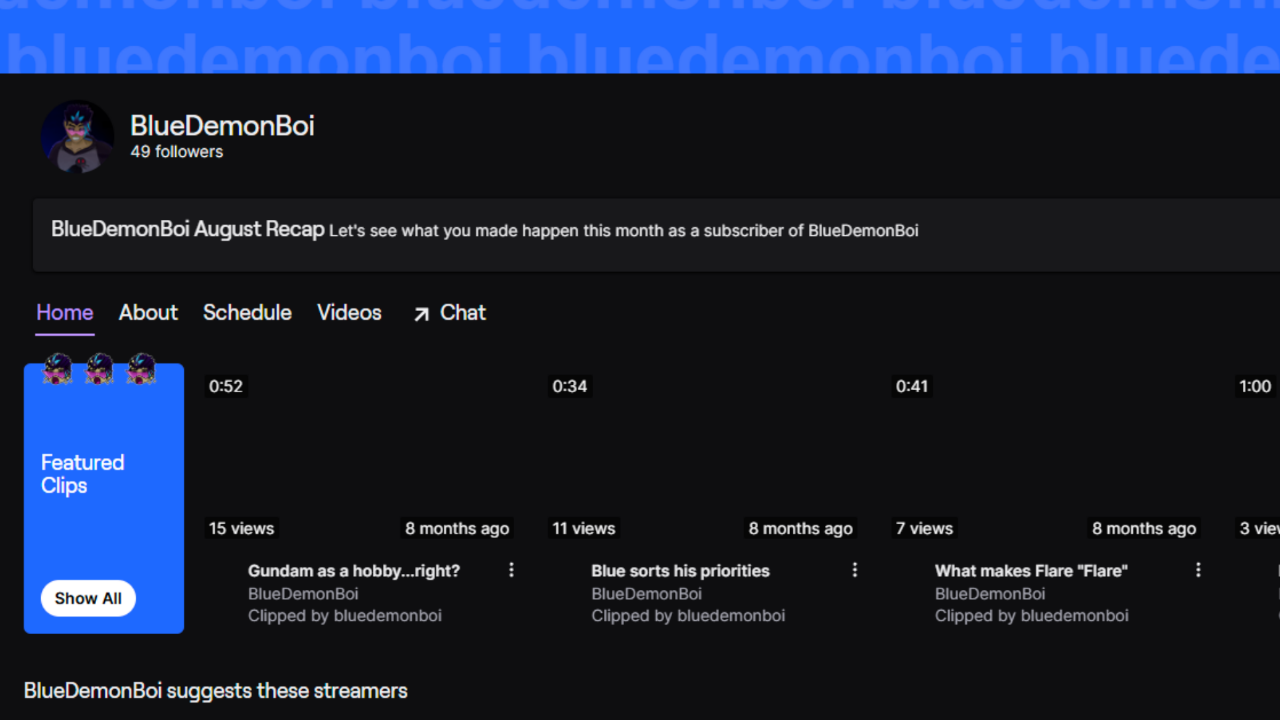 bluedemonboi bluedemonboi bluedemonboi
bluedemonboi bluedemonboi bluede
BlueDemonBoi
49 followers
BlueDemonBoi August Recap Let's see what you made happen this month as a subscriber of BlueDemonBoi
Home About Schedule Videos Chat
Featured
Clips
Show All
0:52
15 views 8 months ago
Gundam as a hobby...right?
BlueDemonBoi
Clipped by bluedemonboi
0:34
11 views 8 months ago
Blue sorts his priorities
BlueDemonBoi
Clipped by bluedemonboi
0:41
7 views 8 months ago
What makes Flare "Flare"
BlueDemonBoi
Clipped by bluedemonboi
1:00
3 view
BlueDemonBoi suggests these streamers